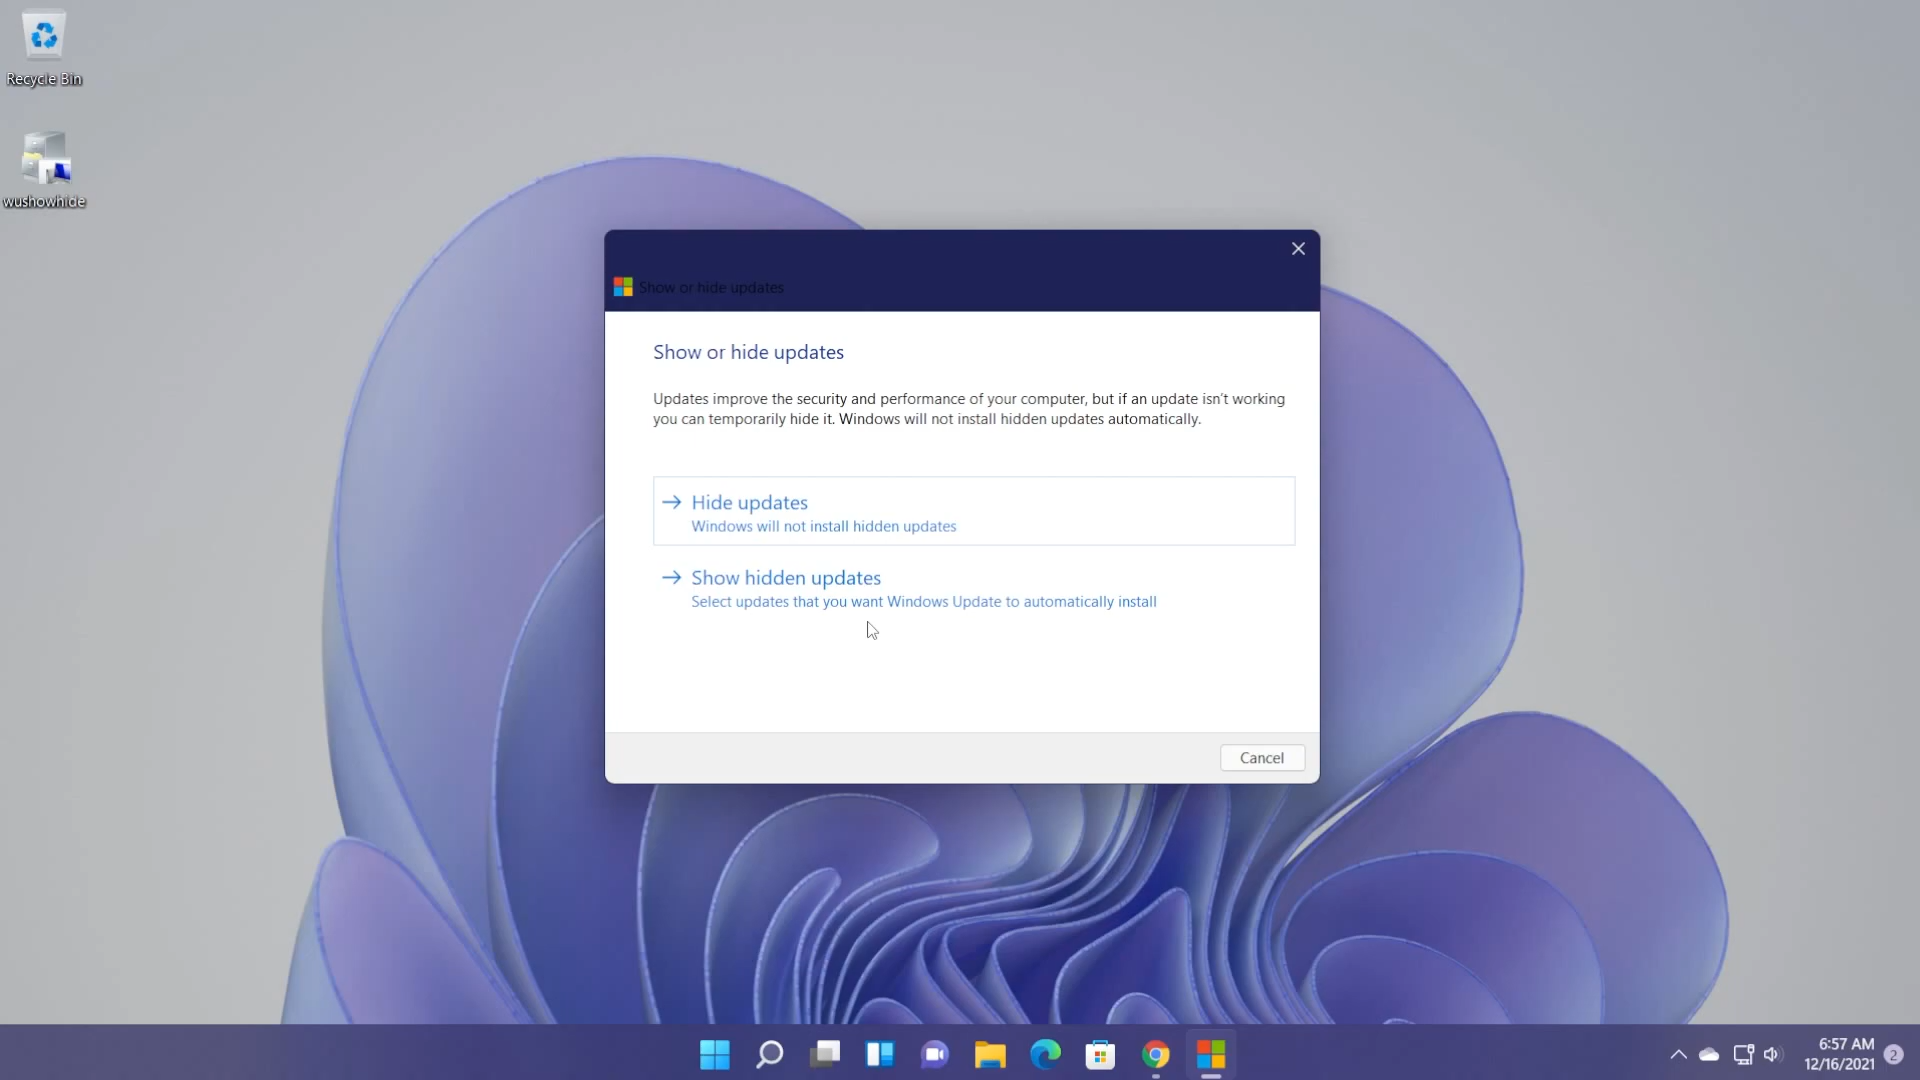 Recycle Bin
wushowhide
Show or hide updates
Show or hide updates
Updates improve the security and performance of your computer, but if an update isn't working
you can temporarily hide it. Windows will not install hidden updates automatically.
Hide updates
Windows will not install hidden updates
Show hidden updates
Select updates that you want Windows Update to automatically install
Cancel
6:57 AM
12/16/2021
2